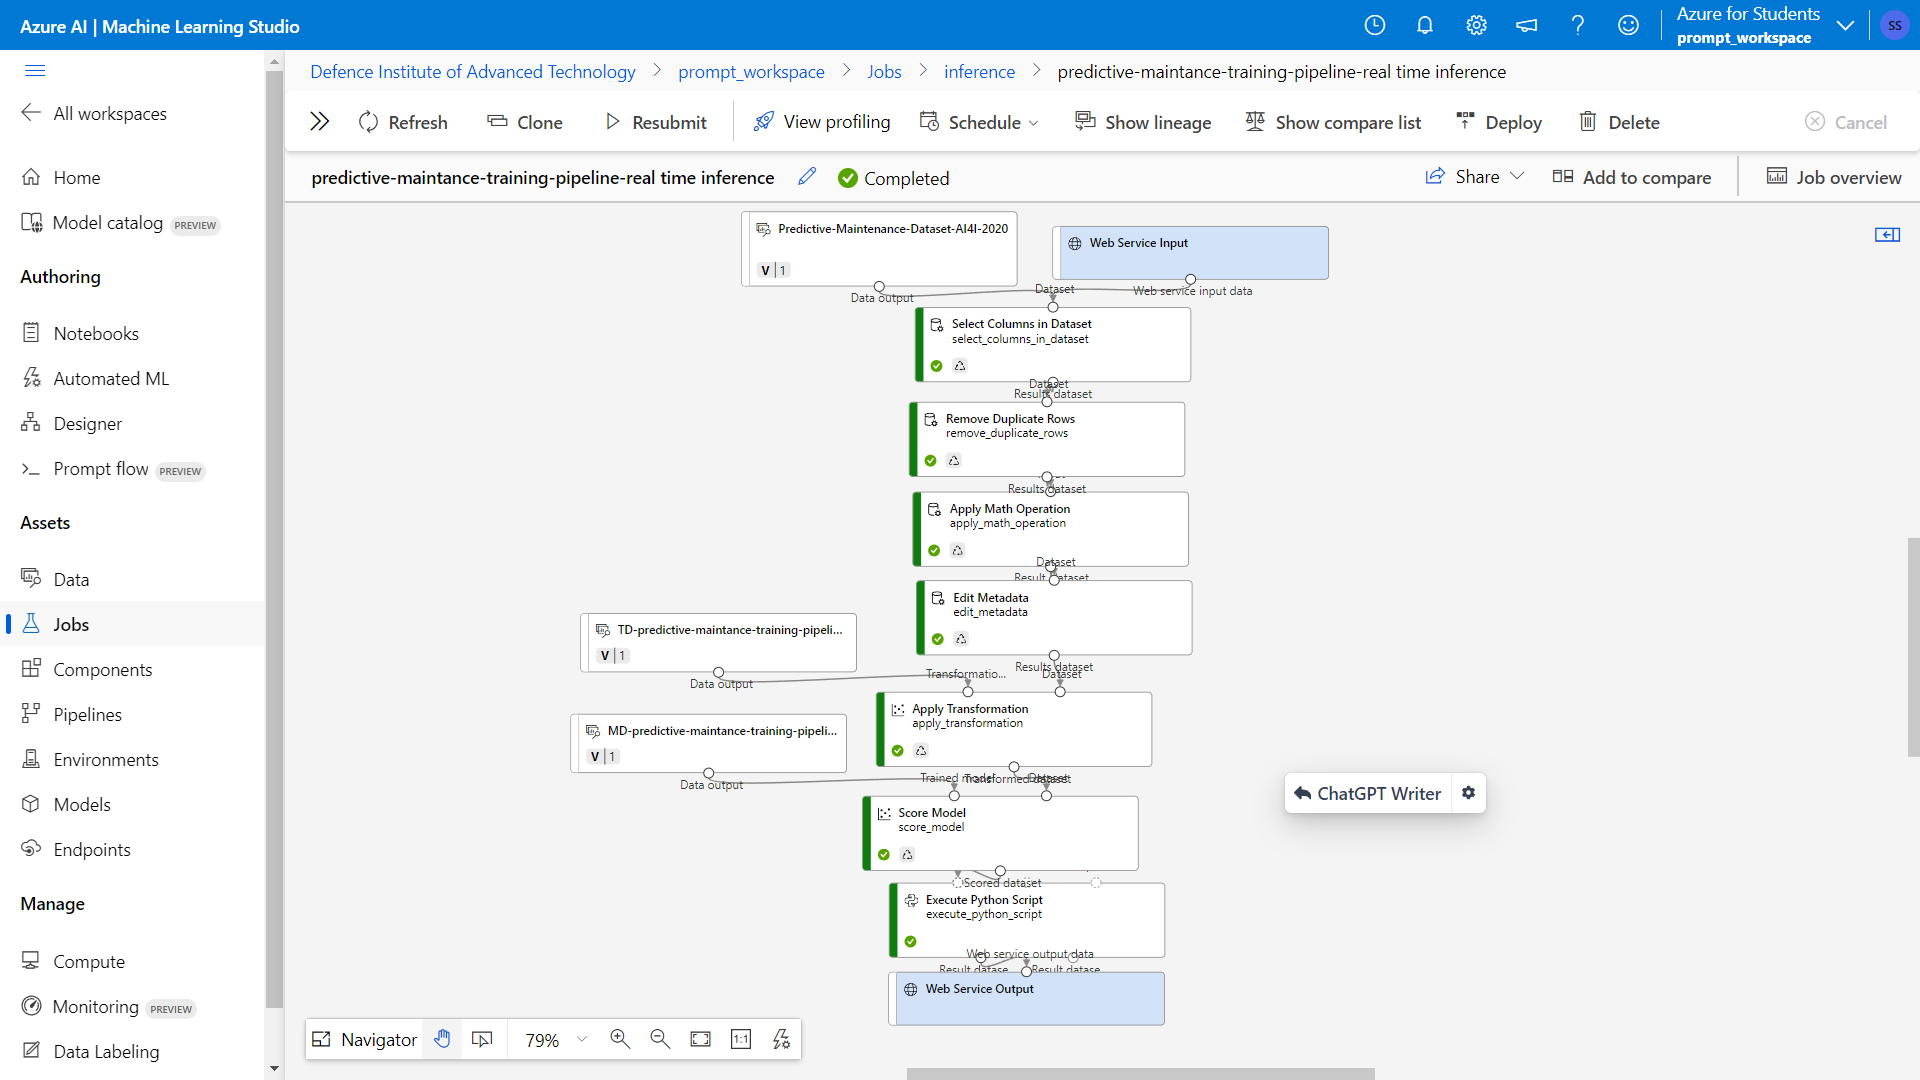 Azure AI | Machine Learning Studio
Azure for Students
prompt_workspace
SS
Defence Institute of Advanced Technology
prompt_workspace
Jobs
inference
predictive-maintance-training-pipeline-real time inference
All workspaces
Home
Model catalog PREVIEW
Authoring
Notebooks
Automated ML
Designer
Prompt flow PREVIEW
Assets
Data
Jobs
Components
Pipelines
Environments
Models
Endpoints
Manage
Compute
Monitoring PREVIEW
Data Labeling
Refresh
Clone
Resubmit
View profiling
Schedule
Show lineage
Show compare list
Deploy
Delete
Cancel
predictive-maintance-training-pipeline-real time inference
Completed
Share
Add to compare
Job overview
Predictive-Maintenance-Dataset-AI4I-2020
V 1
Data output
Web Service Input
Web service input data
Dataset
Select Columns in Dataset
select_columns_in_dataset
Dataset
Results dataset
Remove Duplicate Rows
remove_duplicate_rows
Results dataset
Apply Math Operation
apply_math_operation
Dataset
Result dataset
Edit Metadata
edit_metadata
Results dataset
TD-predictive-maintance-training-pipeli...
V 1
Data output
Transformatio...
Dataset
Apply Transformation
apply_transformation
MD-predictive-maintance-training-pipeli...
V 1
Data output
Trained model
Transformed dataset
Dataset
Score Model
score_model
Scored dataset
Execute Python Script
execute_python_script
Web service output data
Result datase
Result datase
Web Service Output
ChatGPT Writer
Navigator
79%
1:1